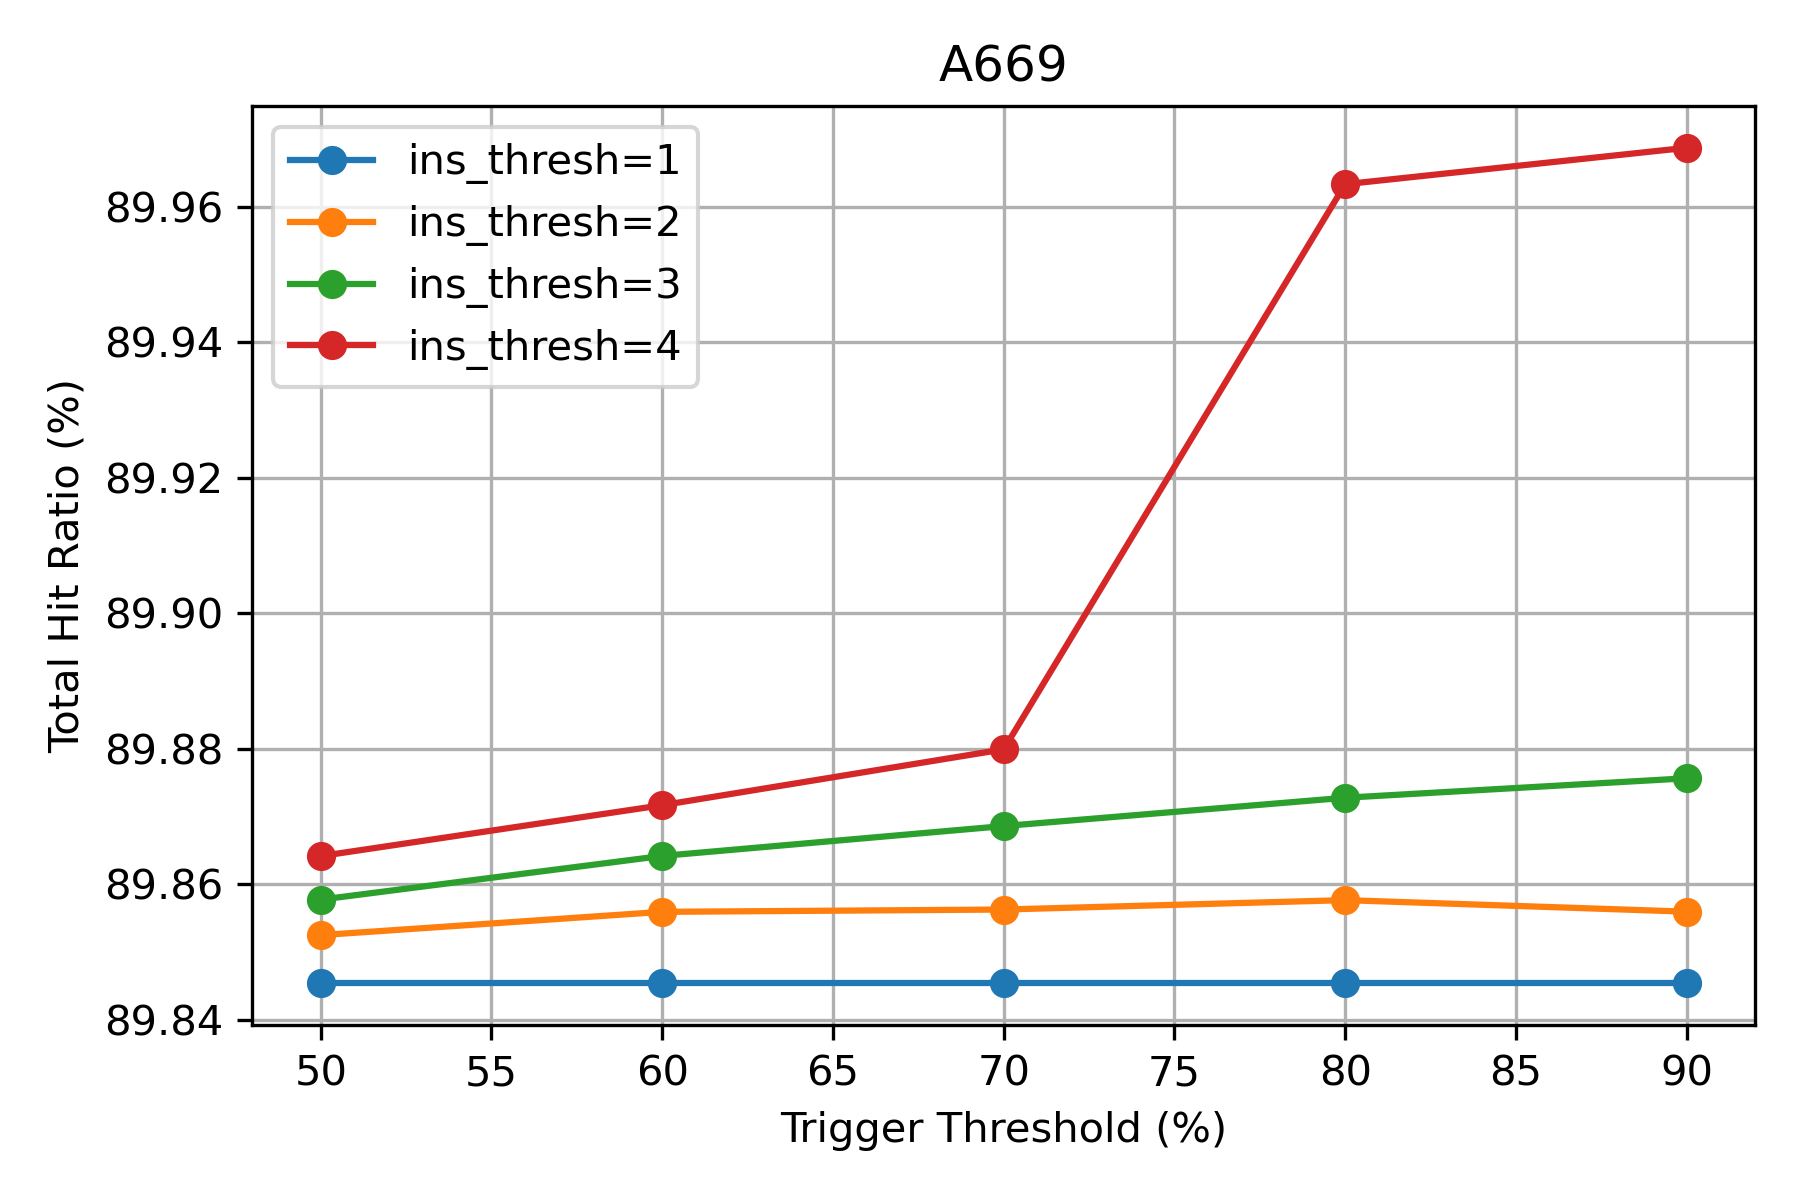 A669
ins_thresh=1
ins_thresh=2
ins_thresh=3
ins_thresh=4
Total Hit Ratio (%)
89.96
89.94
89.92
89.90
89.88
89.86
89.84
50 55 60 65 70 75 80 85 90
Trigger Threshold (%)